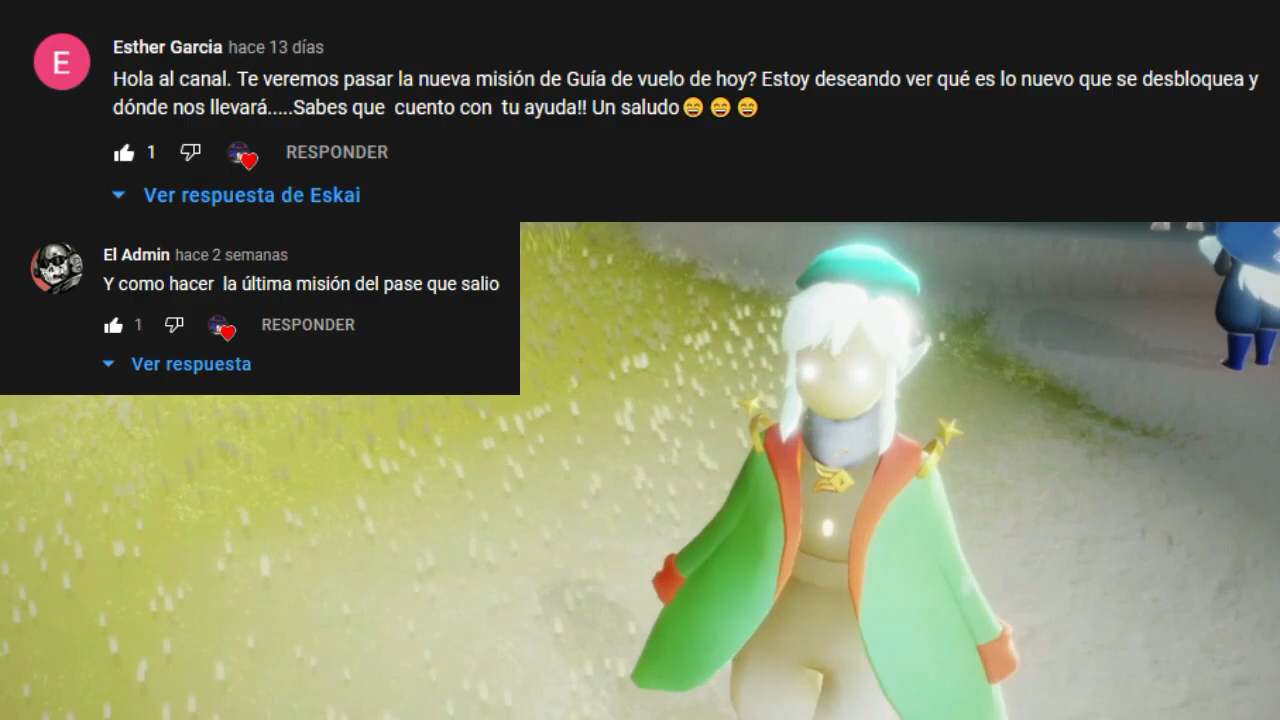 E
Esther Garcia hace 13 días
Hola al canal. Te veremos pasar la nueva misión de Guía de vuelo de hoy? Estoy deseando ver qué es lo nuevo que se desbloquea y
dónde nos llevará.....Sabes que cuento con tu ayuda!! Un saludo😄 😄 😄
1 RESPONDER
Ver respuesta de Eskai
El Admin hace 2 semanas
Y como hacer la última misión del pase que salio
1 RESPONDER
Ver respuesta